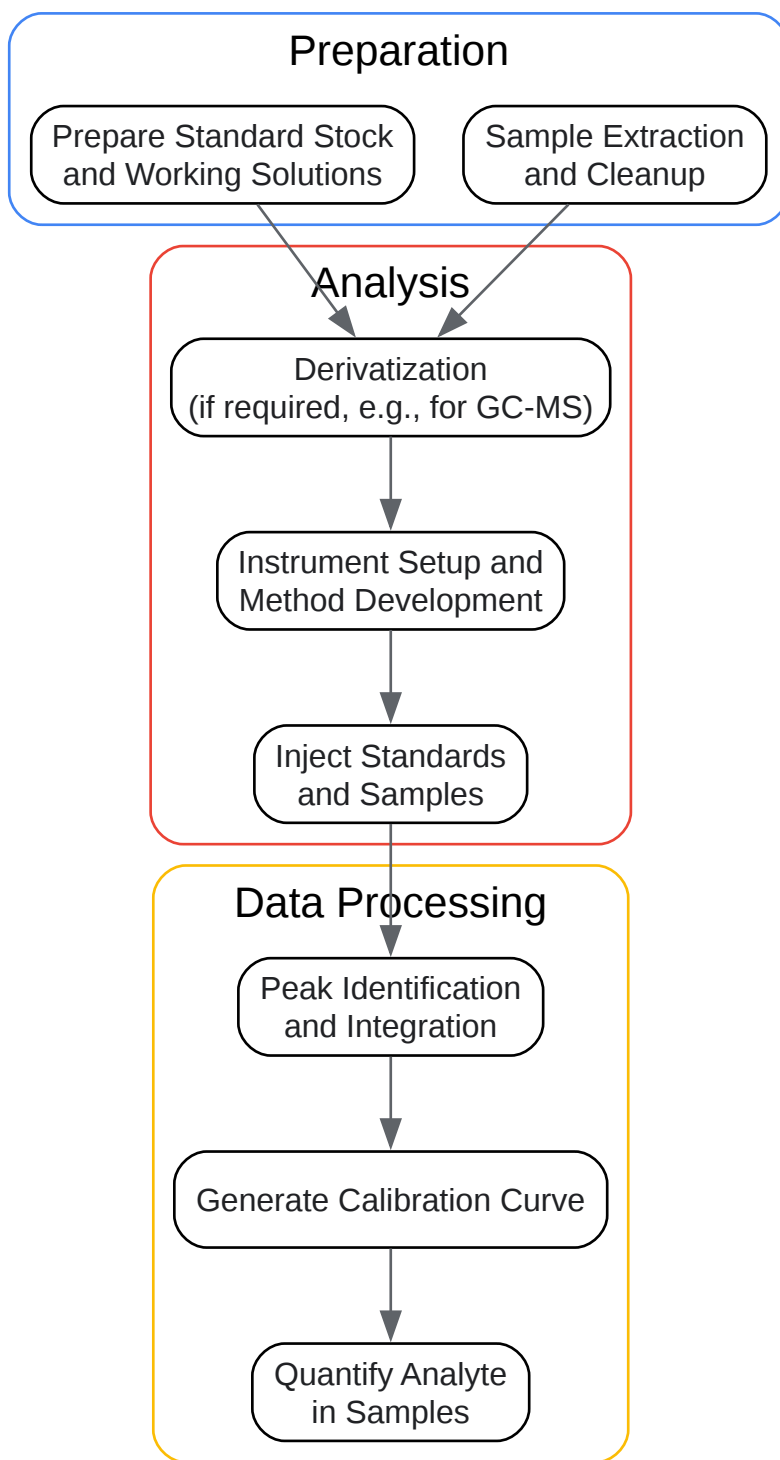 Preparation
Prepare Standard Stock
and Working Solutions
Sample Extraction
and Cleanup
Analysis
Derivatization
(if required, e.g., for GC-MS)
Instrument Setup and
Method Development
Inject Standards
and Samples
Data Processing
Peak Identification
and Integration
Generate Calibration Curve
Quantify Analyte
in Samples